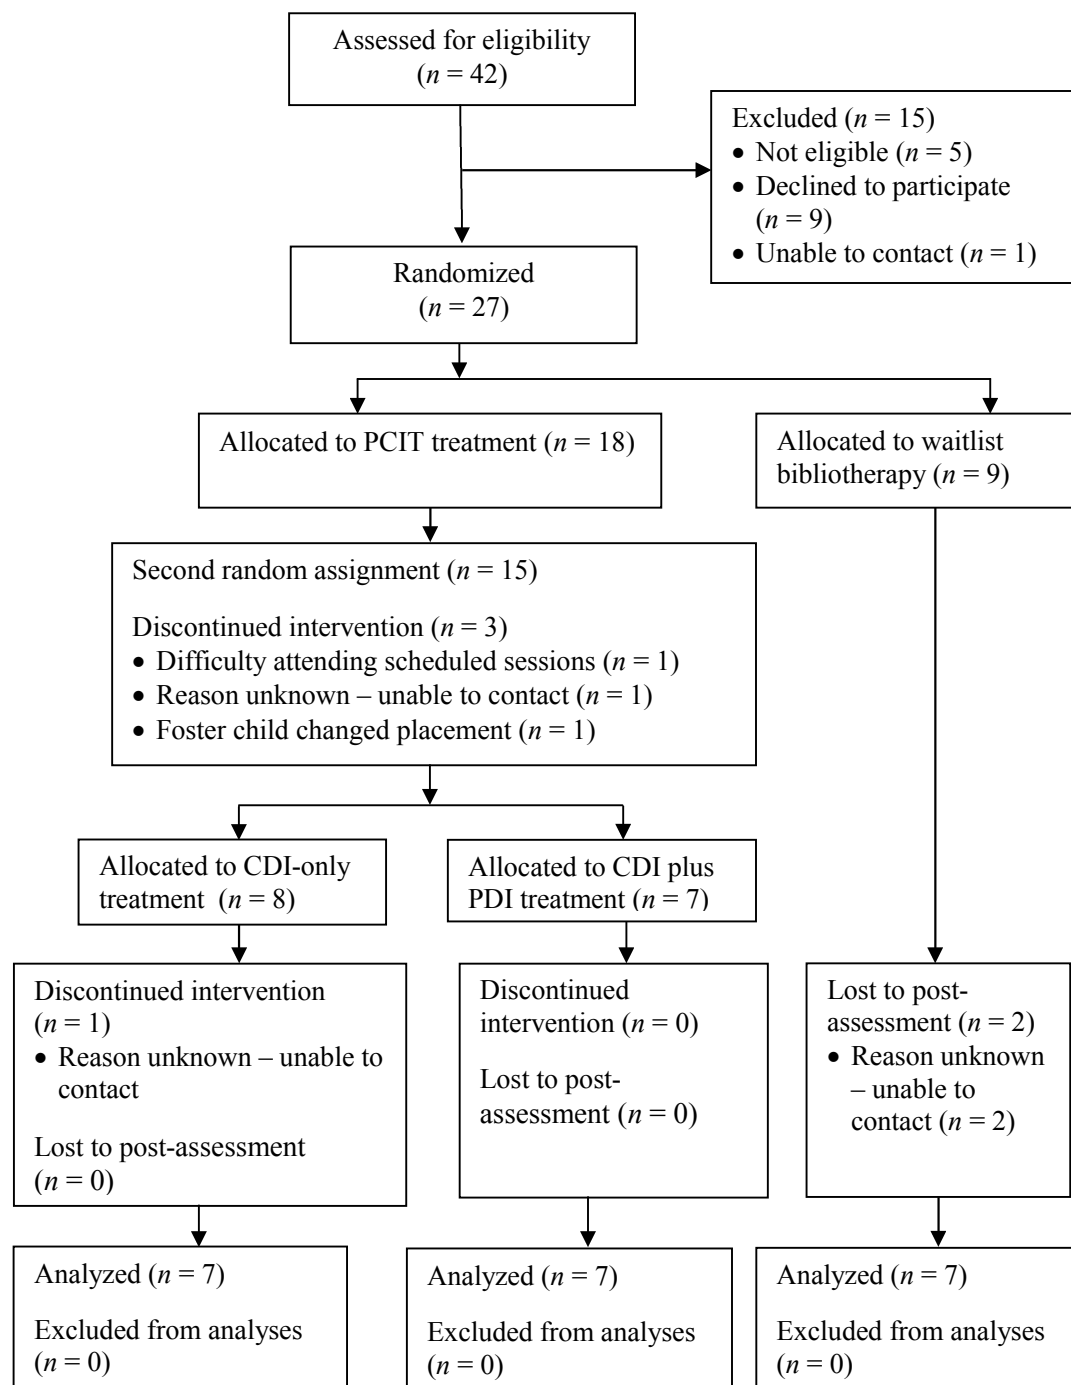 Assessed for eligibility
(n = 42)
Excluded (n = 15)
• Not eligible (n = 5)
• Declined to participate
(n = 9)
• Unable to contact (n = 1)
Randomized
(n = 27)
Allocated to PCIT treatment (n = 18)
Allocated to waitlist
bibliotherapy (n = 9)
Second random assignment (n = 15)
Discontinued intervention (n = 3)
• Difficulty attending scheduled sessions (n = 1)
• Reason unknown – unable to contact (n = 1)
• Foster child changed placement (n = 1)
Allocated to CDI-only
treatment (n = 8)
Allocated to CDI plus
PDI treatment (n = 7)
Discontinued intervention
(n = 1)
• Reason unknown – unable to
contact
Lost to post-assessment
(n = 0)
Discontinued
intervention (n = 0)
Lost to post-
assessment (n = 0)
Lost to post-
assessment (n = 2)
• Reason unknown
– unable to
contact (n = 2)
Analyzed (n = 7)
Excluded from analyses
(n = 0)
Analyzed (n = 7)
Excluded from analyses
(n = 0)
Analyzed (n = 7)
Excluded from analyses
(n = 0)